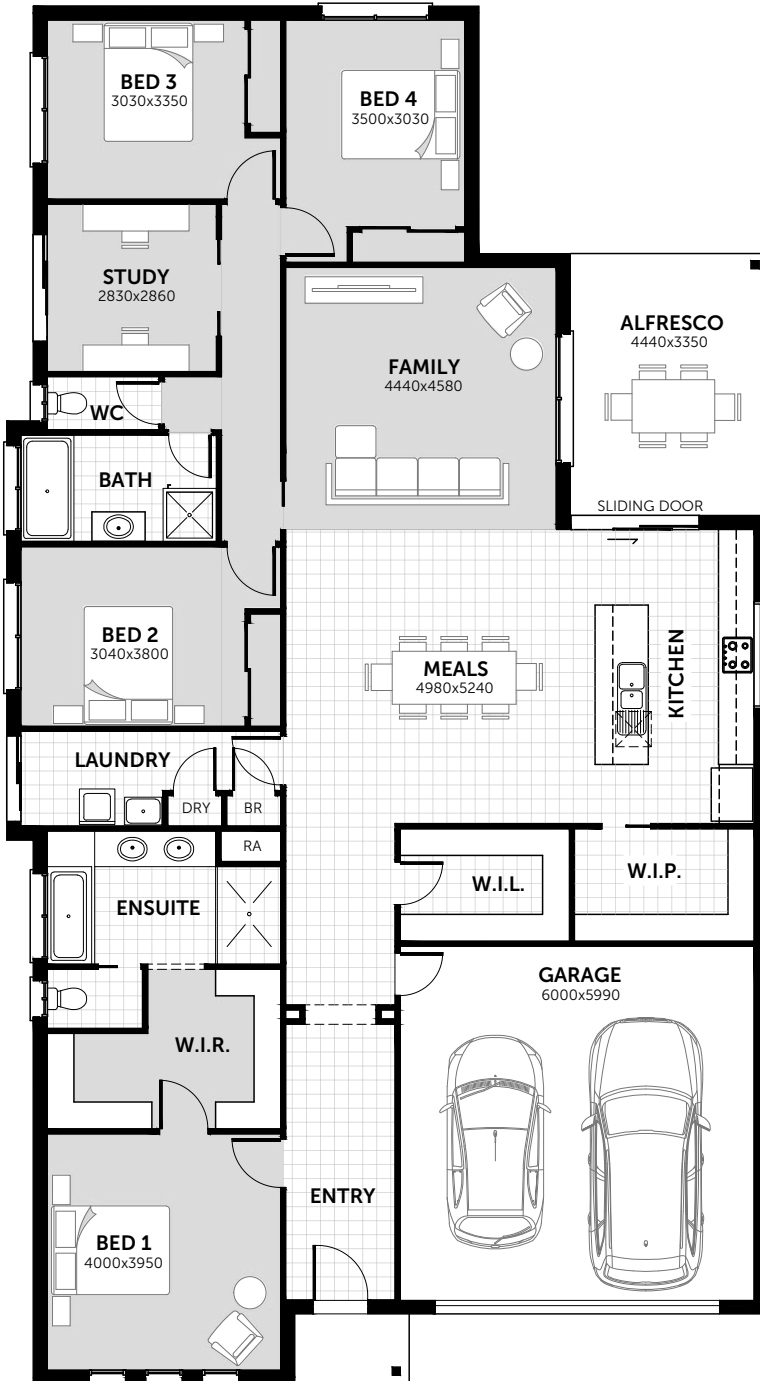 BED 3
3030x3350
BED 4
3500x3030
STUDY
2830x2860
ALFRESCO
4440x3350
FAMILY
4440x4580
WC
BATH
SLIDING DOOR
BED 2
3040x3800
MEALS
4980x5240
KITCHEN
LAUNDRY
DRY
BR
RA
W.I.L.
W.I.P.
ENSUITE
GARAGE
6000x5990
W.I.R.
ENTRY
BED 1
4000x3950